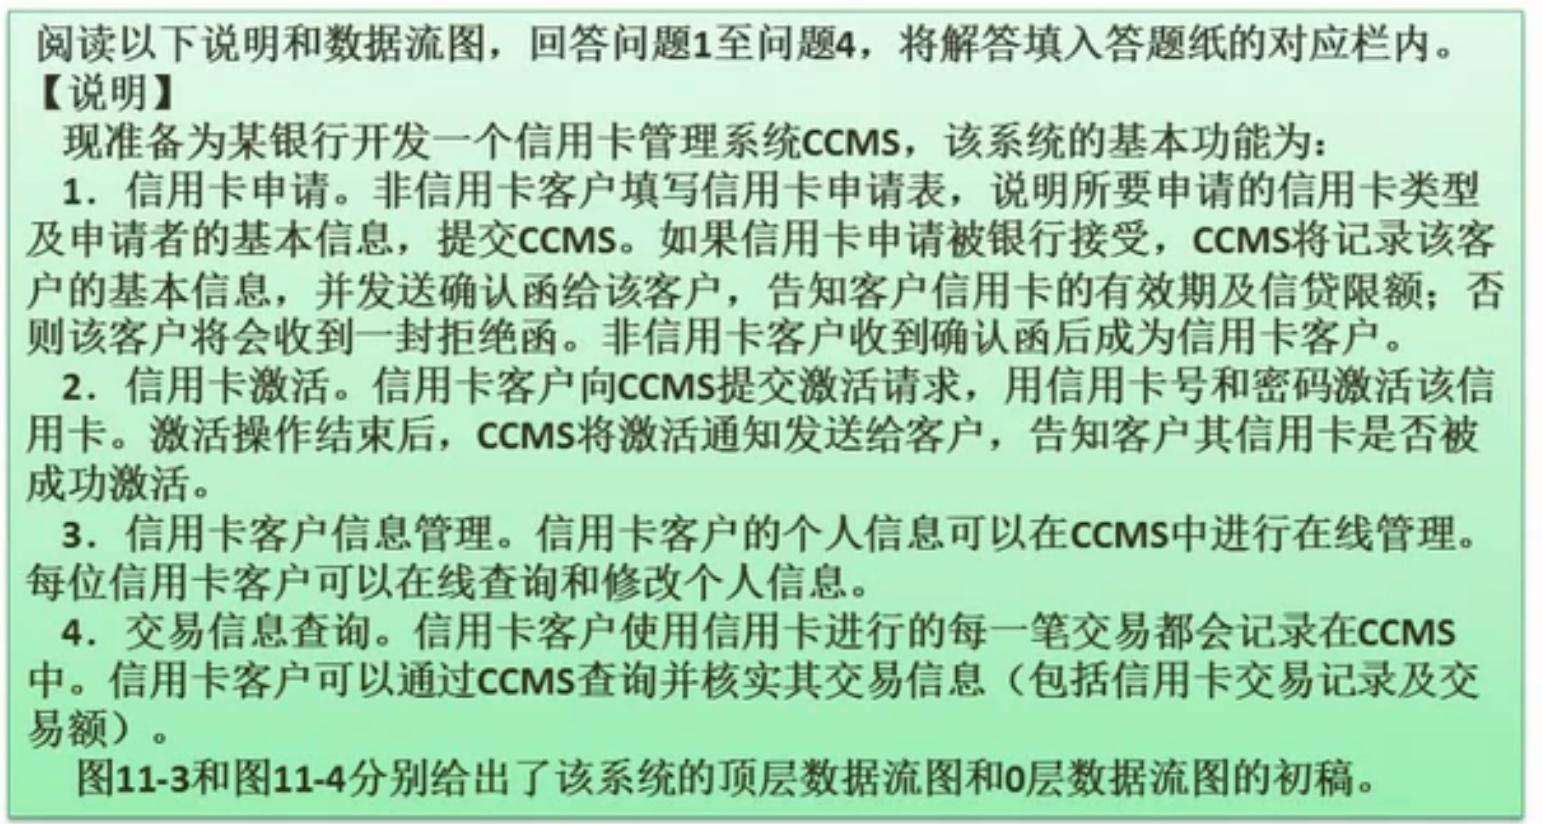 阅读以下说明和数据流图，回答问题1至问题4，将解答填入答题纸的对应栏内。
【说明】
现准备为某银行开发一个信用卡管理系统CCMS，该系统的基本功能为：
1．信用卡申请。非信用卡客户填写信用卡申请表，说明所要申请的信用卡类型
及申请者的基本信息，提交CCMS。如果信用卡申请被银行接受，CCMS将记录该客
户的基本信息，并发送确认函给该客户，告知客户信用卡的有效期及信贷限额；否
则该客户将会收到一封拒绝函。非信用卡客户收到确认函后成为信用卡客户。
2．信用卡激活。信用卡客户向CCMS提交激活请求，用信用卡号和密码激活该信
用卡。激活操作结束后，CCMS将激活通知发送给客户，告知客户其信用卡是否被
成功激活。
3．信用卡客户信息管理。信用卡客户的个人信息可以在CCMS中进行在线管理。
每位信用卡客户可以在线查询和修改个人信息。
4．交易信息查询。信用卡客户使用信用卡进行的每一笔交易都会记录在CCMS
中。信用卡客户可以通过CCMS查询并核实其交易信息（包括信用卡交易记录及交
易额）。
图11-3和图11-4分别给出了该系统的顶层数据流图和0层数据流图的初稿。